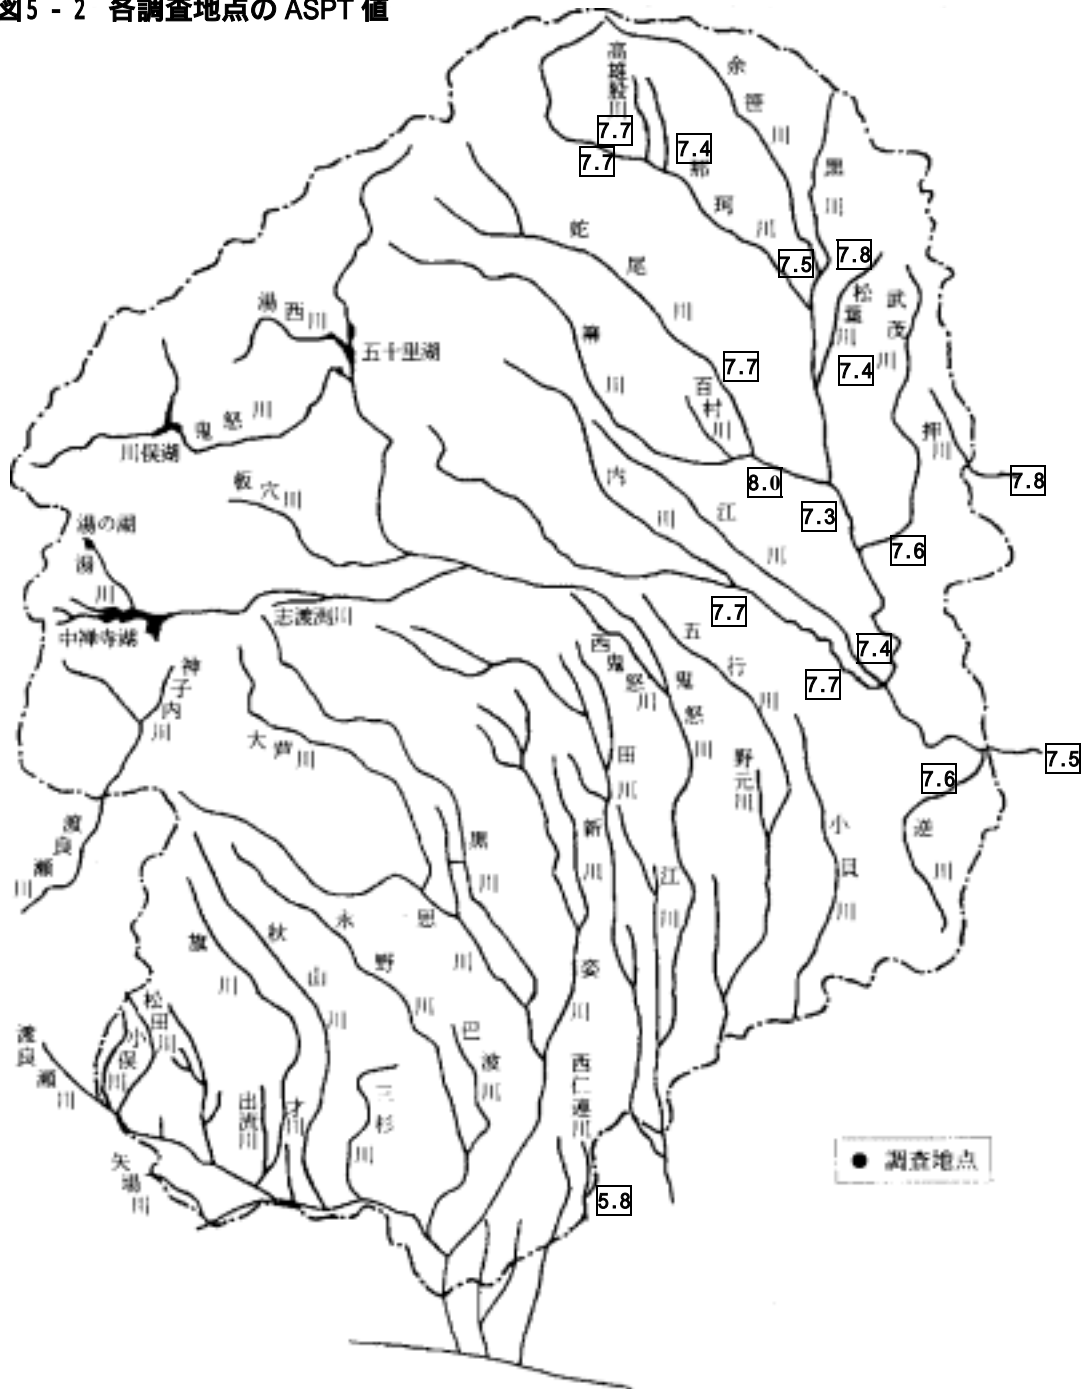 図5－2 各調査地点の ASPT 値
高雄股川
余笹川
7.7
7.4
7.7
那珂川
黒川
蛇尾川
7.5
7.8
松葉川
武茂川
湯西川
五十里湖
箒川
7.7
7.4
百村川
押川
鬼怒川
川俣湖
板穴川
内川
江川
8.0
7.8
7.3
7.6
湯の湖
湯川
中禅寺湖
志渡渕川
7.7
西鬼怒川
五行川
7.4
神子内川
鬼怒川
7.7
大芦川
田川
野元川
7.5
7.6
渡良瀬川
黒川
新川
江川
小貝川
逆川
旗川
秋山川
永野川
思川
姿川
松田川
小俣川
渡良瀬川
巴波川
西仁連川
出流川
才川
三杉川
矢場川
● 調査地点
5.8